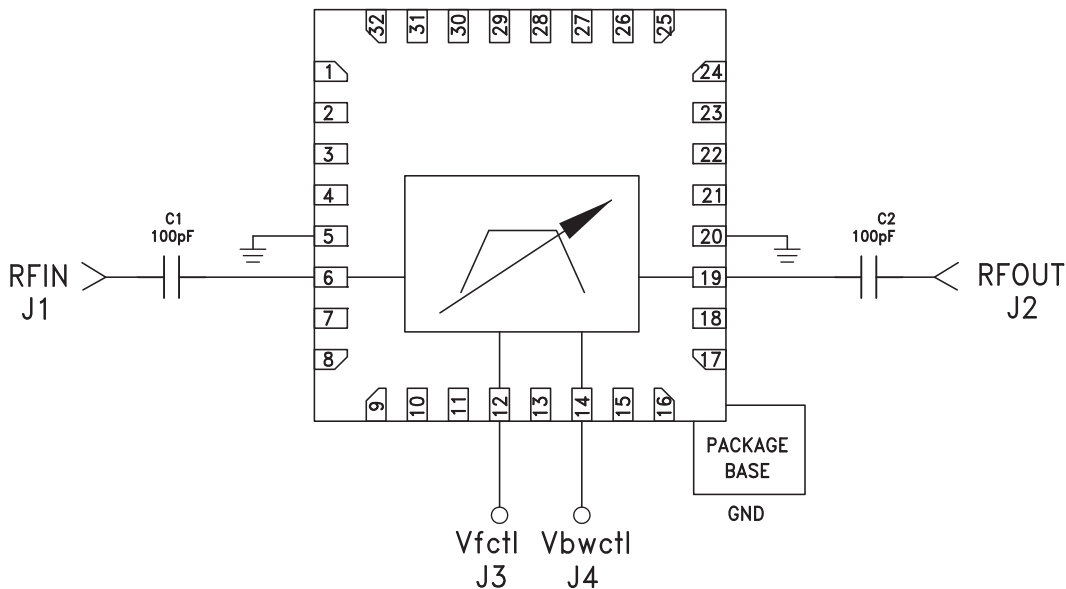 32 31 30 29 28 27 26 25
1 24
2 23
3 22
4 21
C1
100pF
5 20
C2
100pF
RFIN
J1
6 19
RFOUT
J2
7 18
8 17
9 10 11 12 13 14 15 16
PACKAGE
BASE
GND
Vfctl Vbwctl
J3 J4